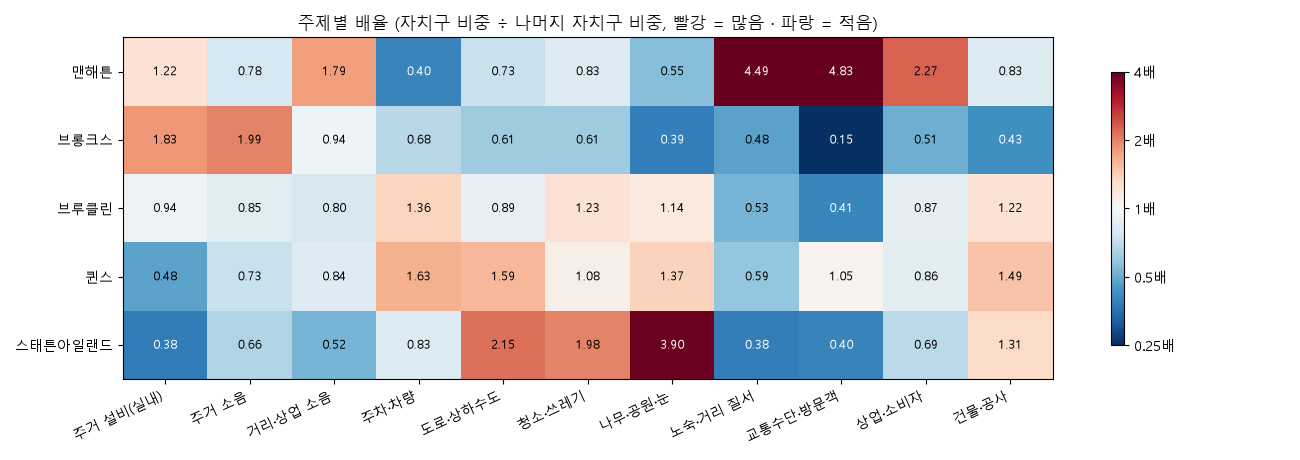 주제별 배율 (자치구 비중 ÷ 나머지 자치구 비중, 빨강 = 많음 · 파랑 = 적음)
맨해튼 1.22 0.78 1.79 0.40 0.73 0.83 0.55 4.49 4.83 2.27 0.83
브롱크스 1.83 1.99 0.94 0.68 0.61 0.61 0.39 0.48 0.15 0.51 0.43
브루클린 0.94 0.85 0.80 1.36 0.89 1.23 1.14 0.53 0.41 0.87 1.22
퀸스 0.48 0.73 0.84 1.63 1.59 1.08 1.37 0.59 1.05 0.86 1.49
스태튼아일랜드 0.38 0.66 0.52 0.83 2.15 1.98 3.90 0.38 0.40 0.69 1.31
주거 설비(실내)
주거 소음
거리·상업 소음
주차·차량
도로·상하수도
청소·쓰레기
나무·공원·눈
노숙·거리 질서
교통수단·방문객
상업·소비자
건물·공사
4배
2배
1배
0.5배
0.25배